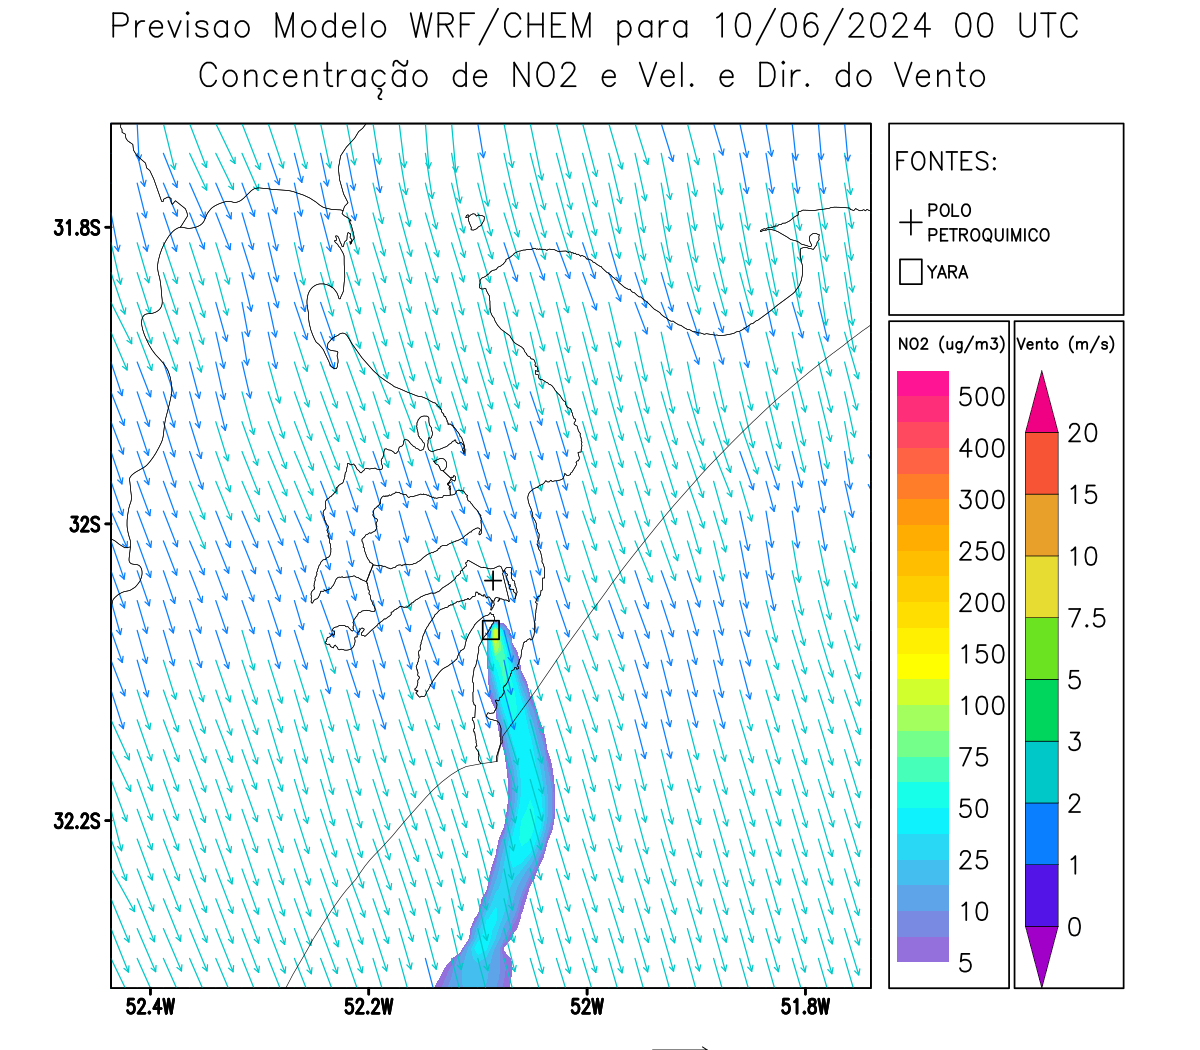 Previsao Modelo WRF/CHEM para 10/06/2024 00 UTC
Concentração de NO2 e Vel. e Dir. do Vento
FONTES:
POLO
PETROQUIMICO
YARA
NO2 (ug/m3)
500
400
300
250
200
150
100
75
50
25
10
5
Vento (m/s)
20
15
10
7.5
5
3
2
1
0
31.8S
32S
32.2S
52.4W
52.2W
52W
51.8W